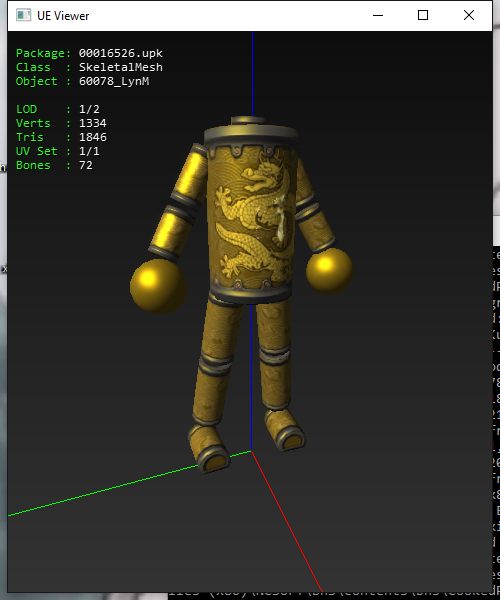 UE Viewer
Package: 00016526.upk
Class : SkeletalMesh
Object : 60078_LynM
LOD : 1/2
Verts : 1334
Tris : 1846
UV Set : 1/1
Bones : 72